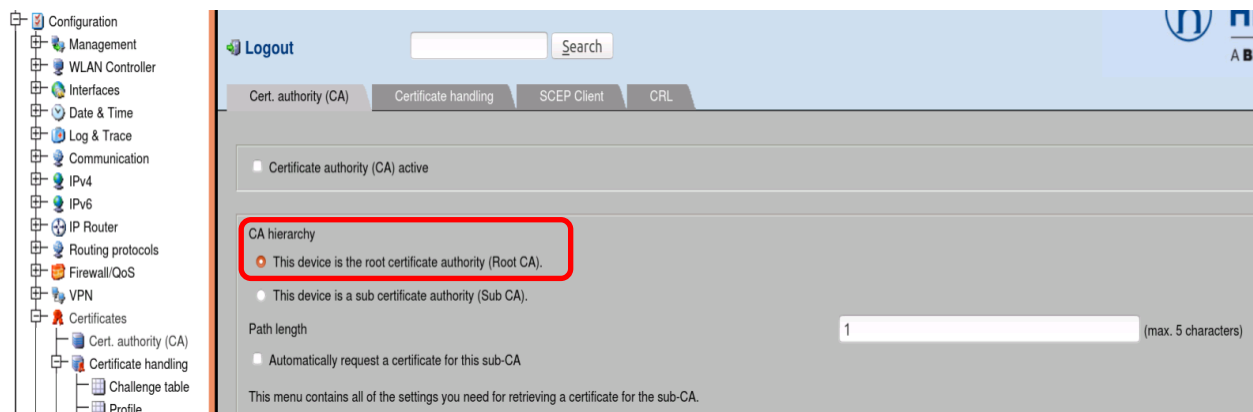 Configuration
Management
WLAN Controller
Interfaces
Date & Time
Log & Trace
Communication
IPv4
IPv6
IP Router
Routing protocols
Firewall/QoS
VPN
Certificates
Cert. authority (CA)
Certificate handling
Challenge table
Profile
Logout
Search
A B
Cert. authority (CA)
Certificate handling
SCEP Client
CRL
Certificate authority (CA) active
CA hierarchy
This device is the root certificate authority (Root CA).
This device is a sub certificate authority (Sub CA).
Path length
1
(max. 5 characters)
Automatically request a certificate for this sub-CA
This menu contains all of the settings you need for retrieving a certificate for the sub-CA.